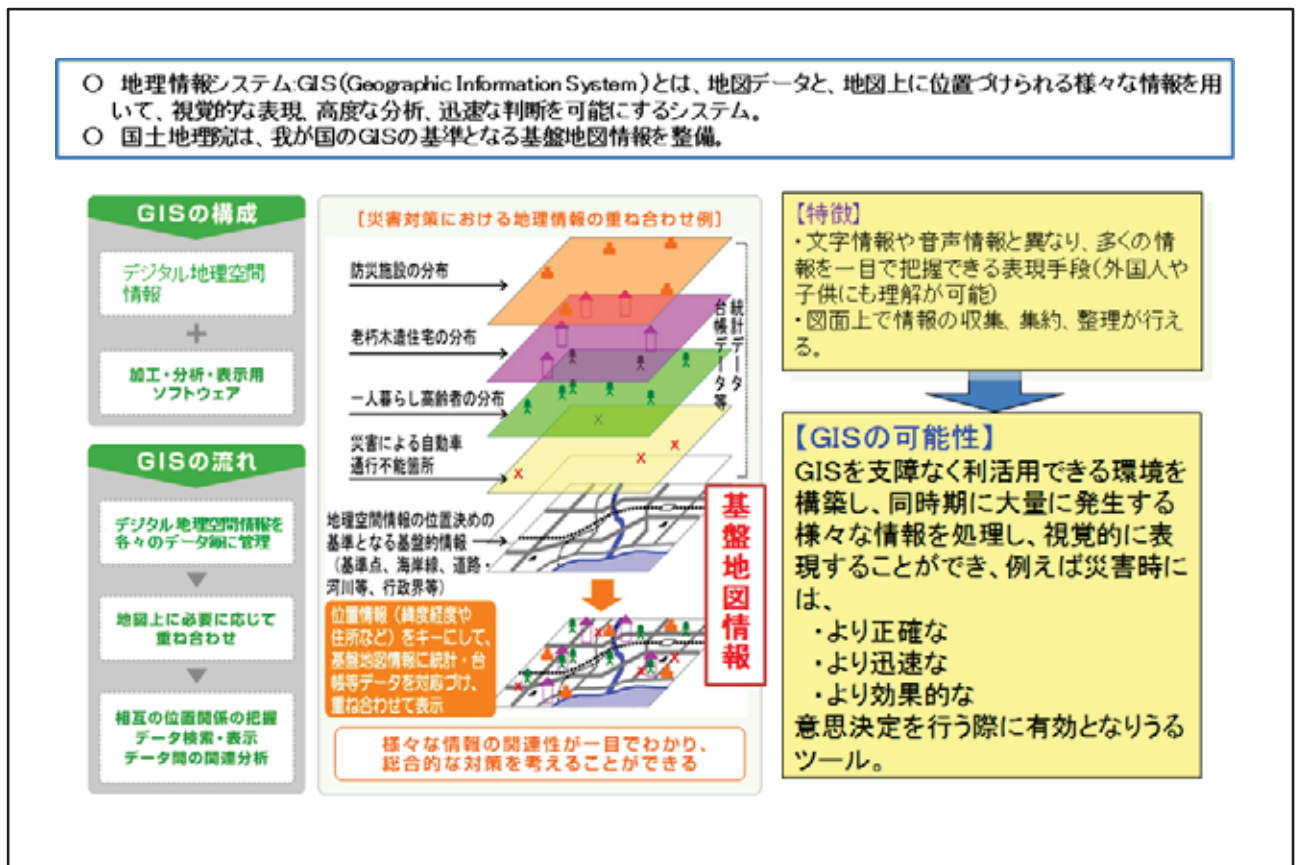 ○ 地理情報システム:GIS(Geographic Information System)とは、地図データと、地図上に位置づけられる様々な情報を用
いて、視覚的な表現、高度な分析、迅速な判断を可能にするシステム。
○ 国土地理院は、我が国のGISの基準となる基盤地図情報を整備。
GISの構成
デジタル地理空間
情報
+
加工・分析・表示用
ソフトウェア
GISの流れ
デジタル地理空間情報を
各々のデータ毎に管理
地図上に必要に応じて
重ね合わせ
相互の位置関係の把握
データ検索・表示
データ間の関連分析
[災害対策における地理情報の重ね合わせ例]
防災施設の分布
老朽木造住宅の分布
一人暮らし高齢者の分布
災害による自動車
通行不能箇所
統計データ
台帳データ等
地理空間情報の位置決めの
基準となる基盤的情報
(基準点、海岸線、道路・
河川等、行政界等)
基盤地図情報
位置情報(緯度経度や
住所など)をキーにして、
基盤地図情報に統計・台
帳等データを対応づけ、
重ね合わせて表示
様々な情報の関連性が一目でわかり、
総合的な対策を考えることができる
【特徴】
・文字情報や音声情報と異なり、多くの情
報を一目で把握できる表現手段(外国人や
子供にも理解が可能)
・図面上で情報の収集、集約、整理が行え
る。
【GISの可能性】
GISを支障なく利活用できる環境を
構築し、同時期に大量に発生する
様々な情報を処理し、視覚的に表
現することができ、例えば災害時に
は、
・より正確な
・より迅速な
・より効果的な
意思決定を行う際に有効となりうる
ツール。